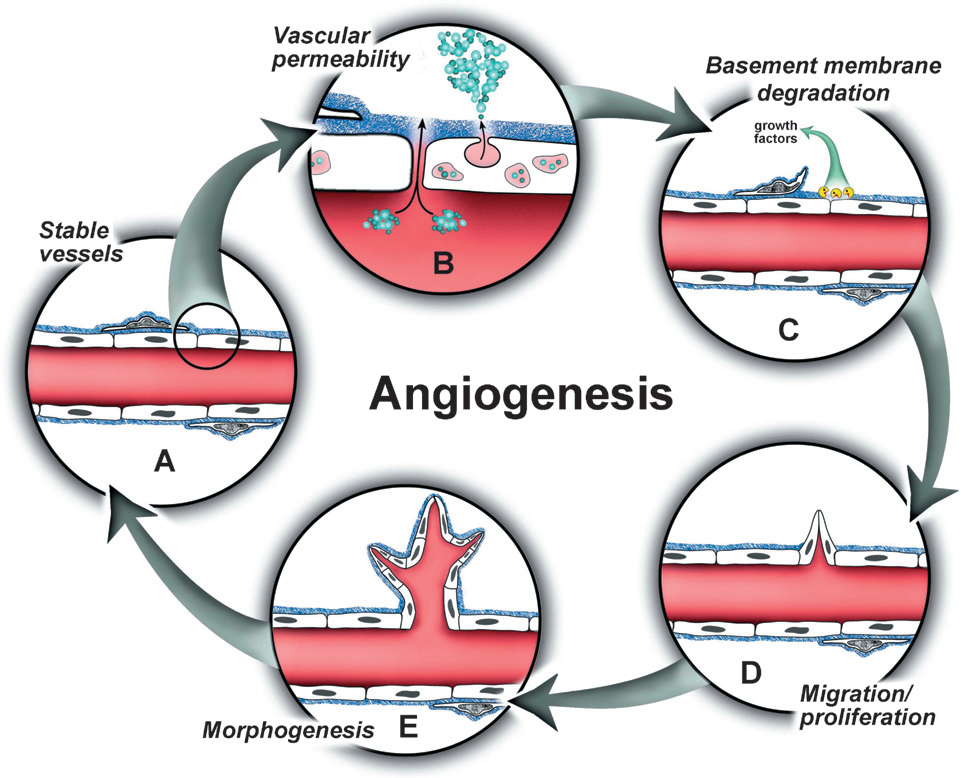 Vascular
permeability
B
Basement membrane
degradation
growth
factors
C
Stable
vessels
A
Angiogenesis
D
Migration/
proliferation
Morphogenesis
E